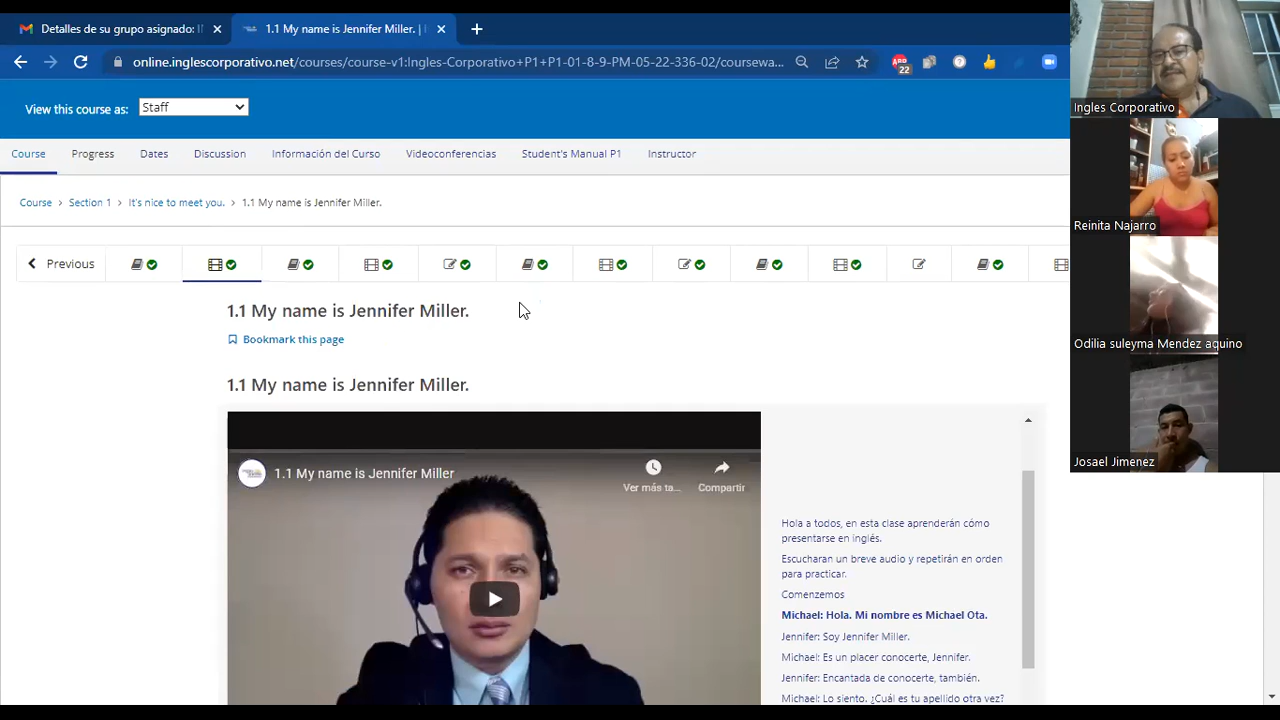 Detalles de su grupo asignado: I
1.1 My name is Jennifer Miller. |
online.inglescorporativo.net/courses/course-v1:Ingles-Corporativo+P1+P1-01-8-9-PM-05-22-336-02/coursewa...
ABP
22
View this course as:
Staff
Course
Progress
Dates
Discussion
Información del Curso
Videoconferencias
Student's Manual P1
Instructor
Course > Section 1 > It's nice to meet you. > 1.1 My name is Jennifer Miller.
Previous
1.1 My name is Jennifer Miller.
Bookmark this page
1.1 My name is Jennifer Miller.
1.1 My name is Jennifer Miller
Ver más ta...
Compartir
Hola a todos, en esta clase aprenderán cómo
presentarse en inglés.
Escucharan un breve audio y repetirán en orden
para practicar.
Comenzemos
Michael: Hola. Mi nombre es Michael Ota.
Jennifer: Soy Jennifer Miller.
Michael: Es un placer conocerte, Jennifer.
Jennifer: Encantada de conocerte, también.
Michael: Lo siento. ¿Cuál es tu apellido otra vez?
Ingles Corporativo
Reinita Najarro
Odilia suleyma Mendez aquino
Josael Jimenez